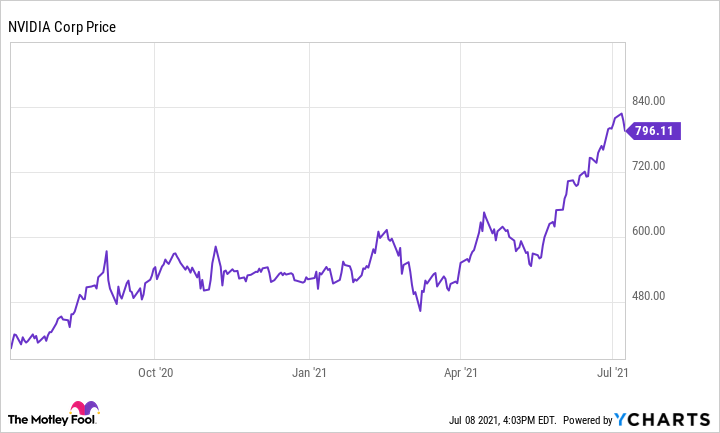 NVIDIA Corp Price
840.00
796.11
720.00
600.00
480.00
Oct '20 Jan '21 Apr '21 Jul '21
The Motley Fool. Jul 08 2021, 4:03PM EDT. Powered by YCHARTS